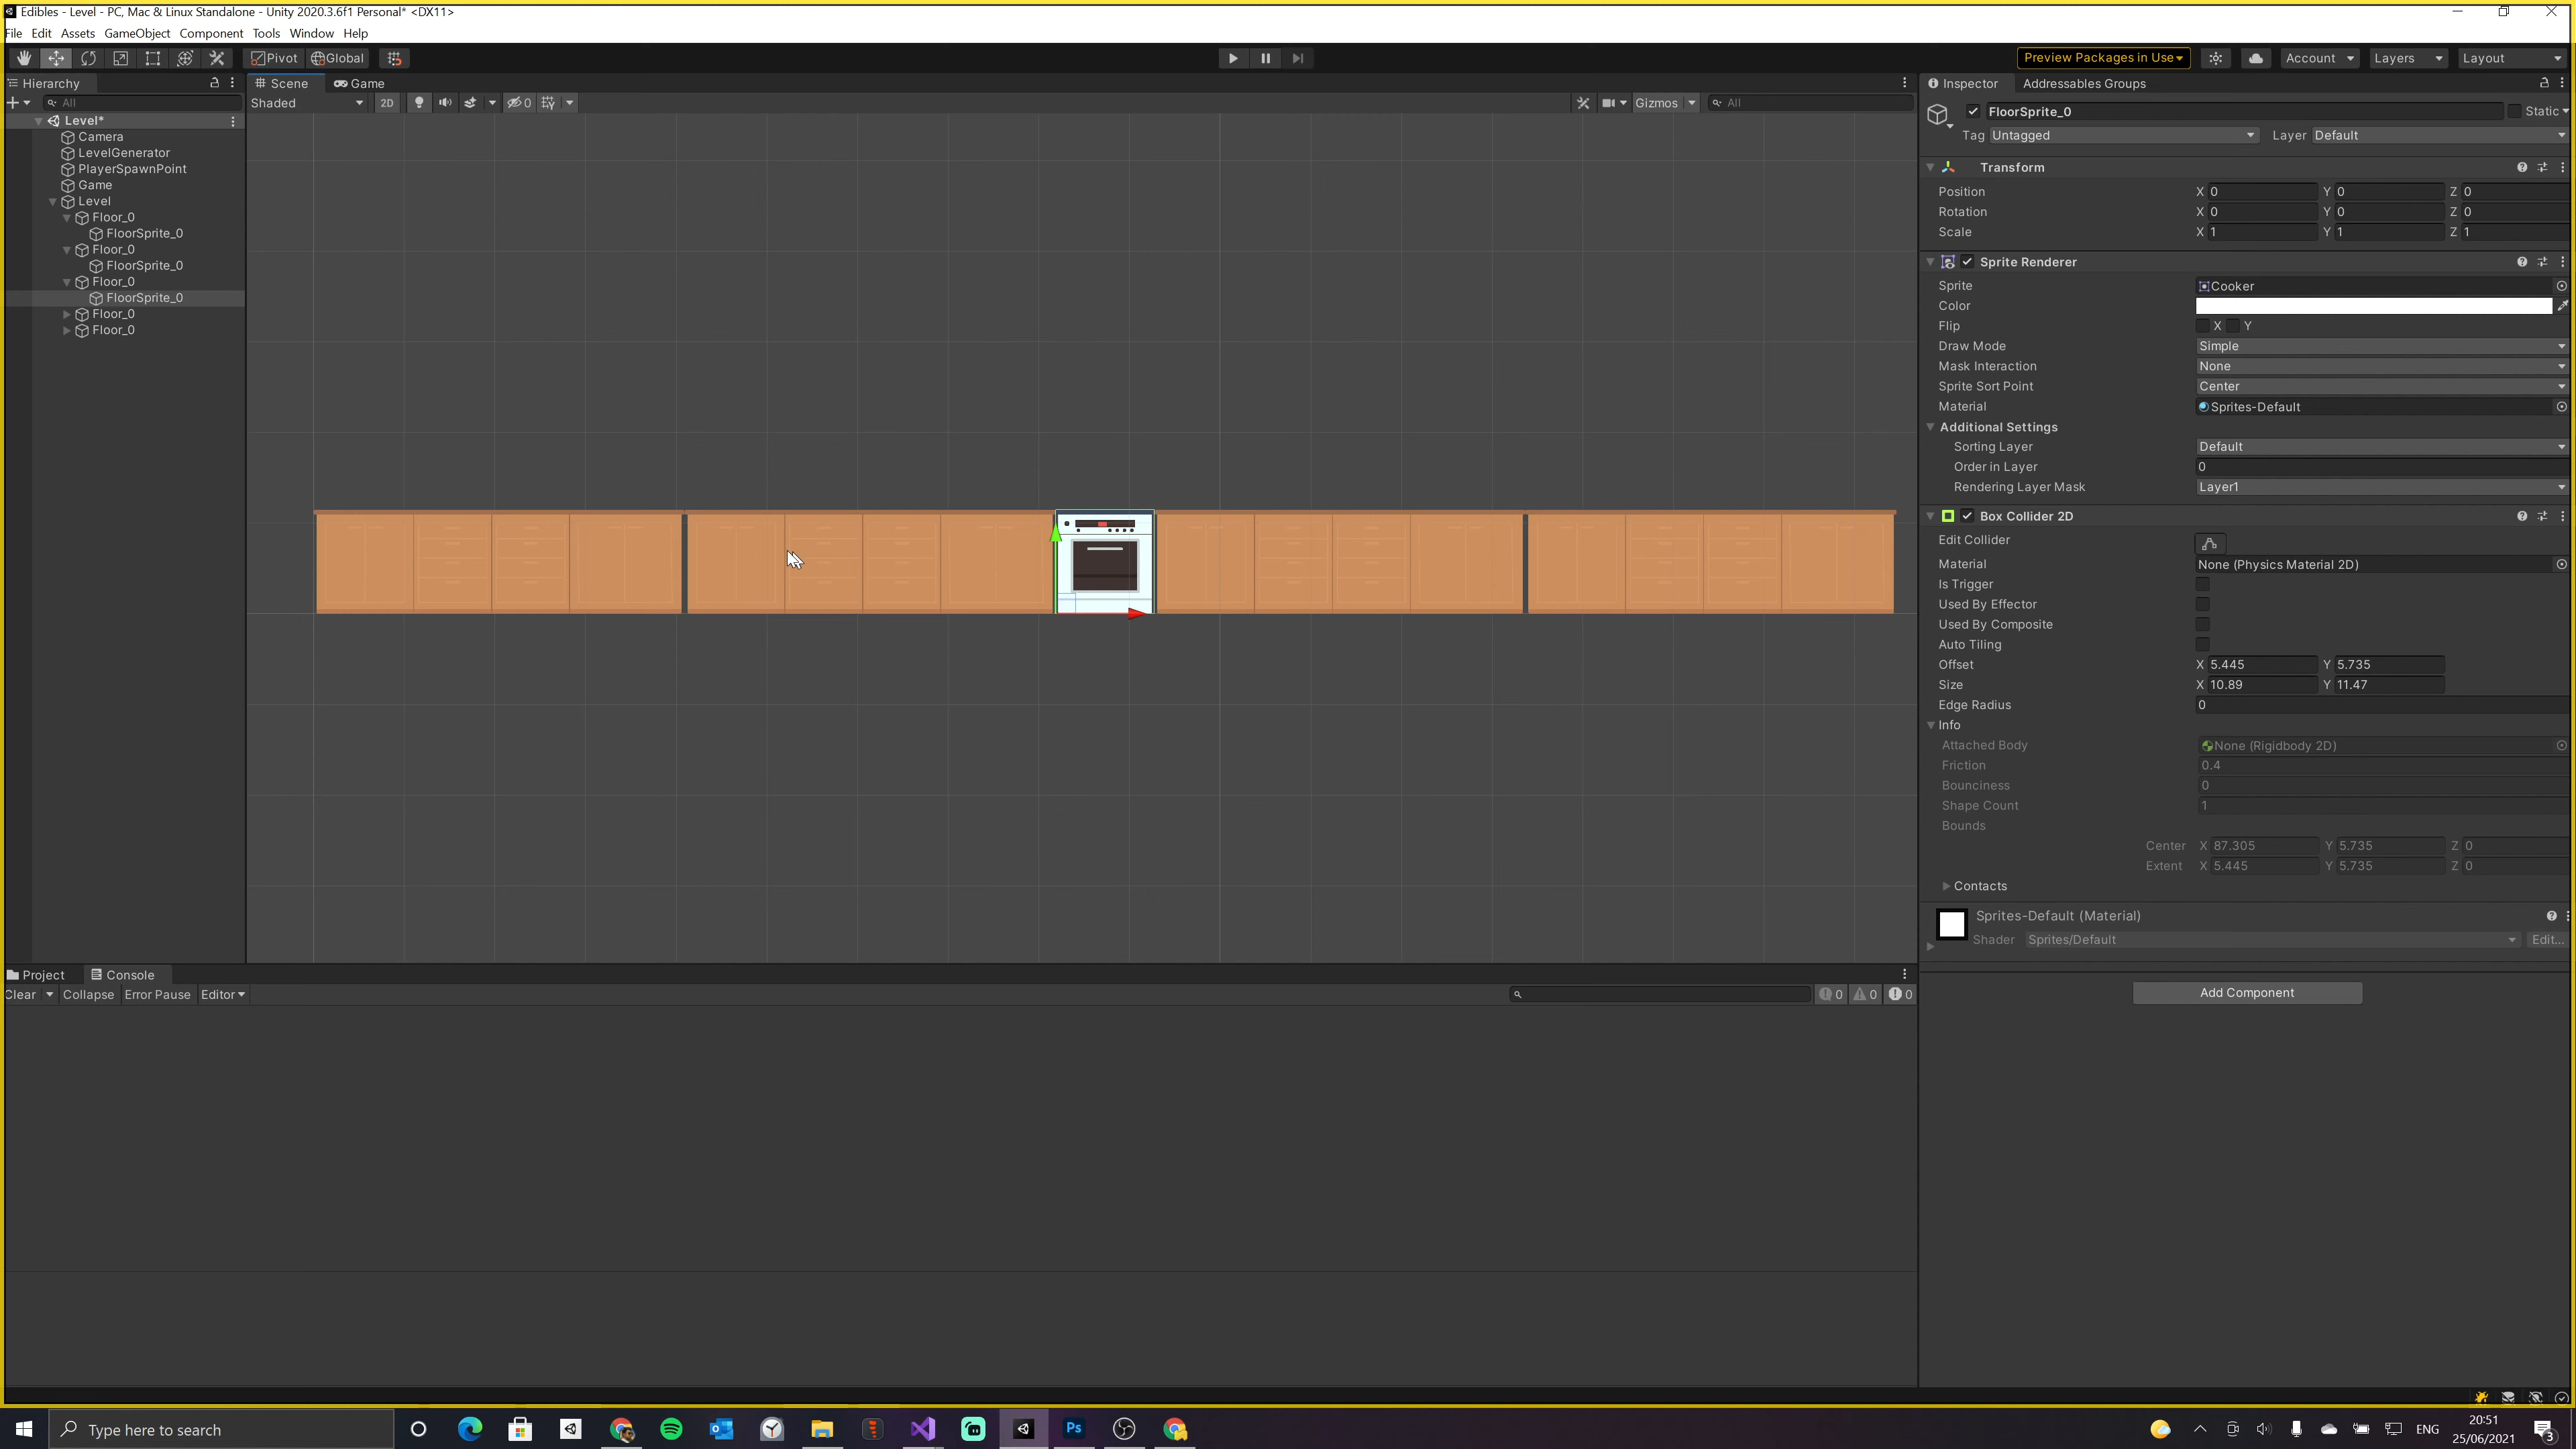 Edibles - Level - PC, Mac & Linux Standalone - Unity 2020.3.6f1 Personal* <DX11>
File Edit Assets GameObject Component Tools Window Help
Pivot Global
Preview Packages in Use Account Layers Layout
Hierarchy
All
Level*
Camera
LevelGenerator
PlayerSpawnPoint
Game
Level
Floor_0
FloorSprite_0
Floor_0
FloorSprite_0
Floor_0
FloorSprite_0
Floor_0
Floor_0
Scene Game
Shaded 2D 0 Gizmos All
Inspector Addressables Groups
FloorSprite_0 Static
Tag Untagged Layer Default
Transform
Position X 0 Y 0 Z 0
Rotation X 0 Y 0 Z 0
Scale X 1 Y 1 Z 1
Sprite Renderer
Sprite Cooker
Color
Flip X Y
Draw Mode Simple
Mask Interaction None
Sprite Sort Point Center
Material Sprites-Default
Additional Settings
Sorting Layer Default
Order in Layer 0
Rendering Layer Mask Layer1
Box Collider 2D
Edit Collider
Material None (Physics Material 2D)
Is Trigger
Used By Effector
Used By Composite
Auto Tiling
Offset X 5.445 Y 5.735
Size X 10.89 Y 11.47
Edge Radius 0
Info
Attached Body None (Rigidbody 2D)
Friction 0.4
Bounciness 0
Shape Count 1
Bounds
Center X 87.305 Y 5.735 Z 0
Extent X 5.445 Y 5.735 Z 0
Contacts
Sprites-Default (Material)
Shader Sprites/Default Edit...
Add Component
Project Console
Clear Collapse Error Pause Editor 0 0 0
Type here to search
Ps
ENG
20:51
25/06/2021
3